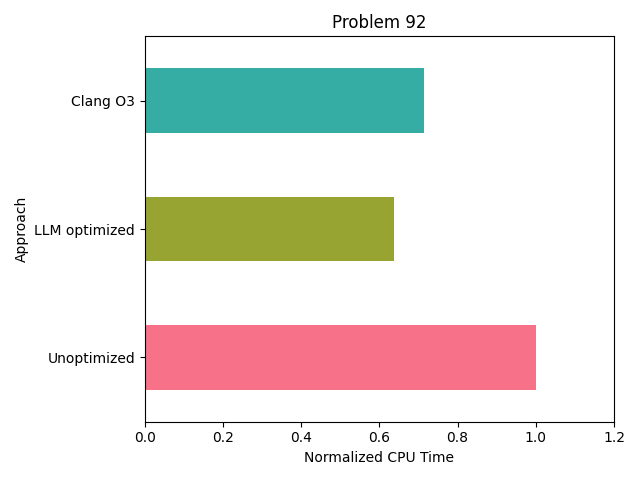 Problem 92
Approach
Clang O3
LLM optimized
Unoptimized
0.0 0.2 0.4 0.6 0.8 1.0 1.2
Normalized CPU Time